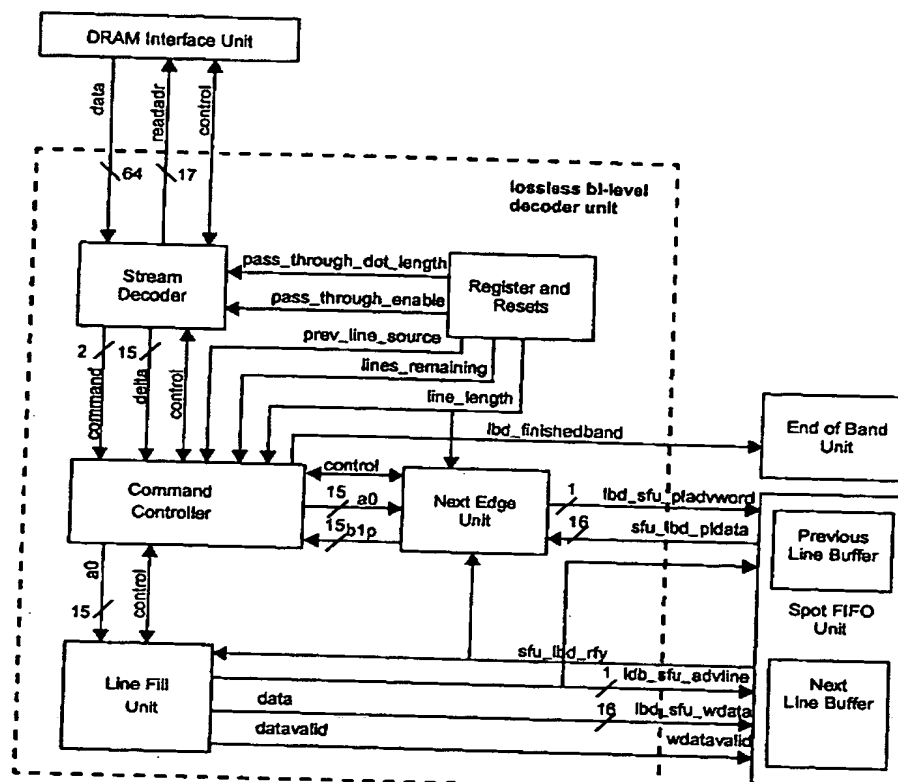 DRAM Interface Unit
data
readadr
control
64
17
lossless bi-level
decoder unit
Stream
Decoder
pass_through_dot_length
pass_through_enable
Register and
Resets
prev_line_source
lines_remaining
line_length
2
15
command
delta
control
lbd_finishedband
End of Band
Unit
Command
Controller
control
15
a0
15
b1p
Next Edge
Unit
1
lbd_sfu_pladvword
16
sfu_lbd_pldata
Previous
Line Buffer
Spot FIFO
Unit
a0
15
control
sfu_lbd_rfy
Line Fill
Unit
1
ldb_sfu_advline
data
16
lbd_sfu_wdata
datavalid
wdatavalid
Next
Line Buffer